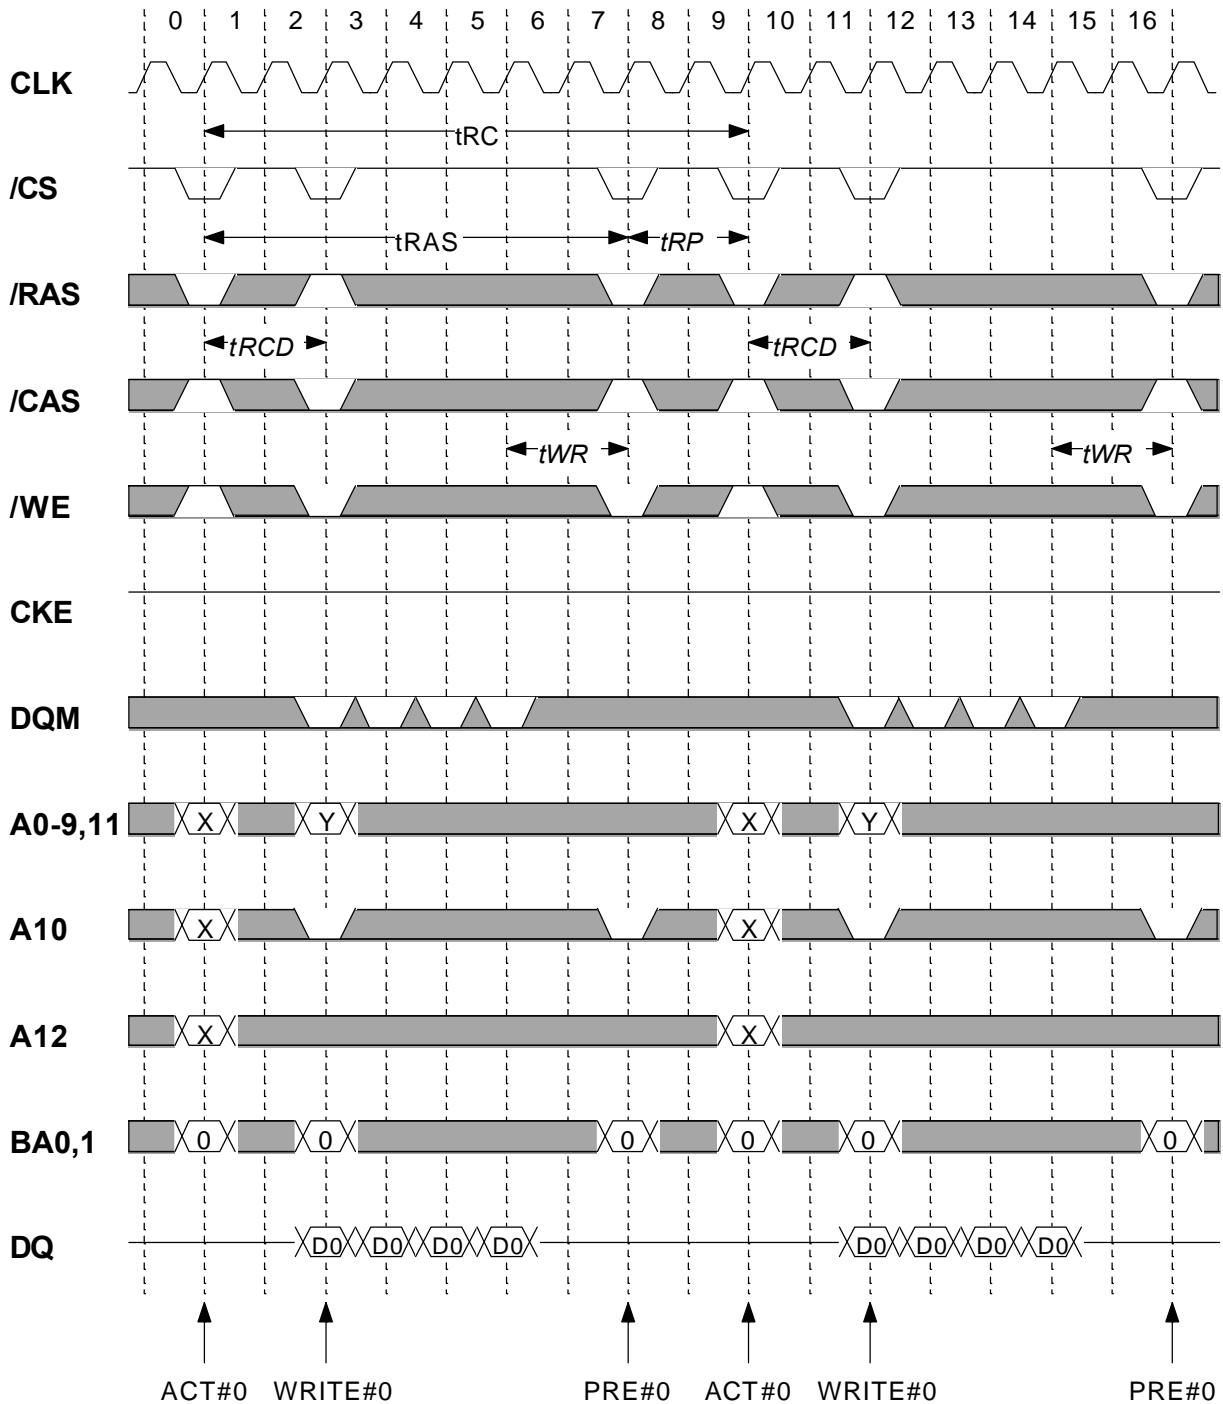 0 1 2 3 4 5 6 7 8 9 10 11 12 13 14 15 16
CLK
tRC
/CS
tRAS tRP
/RAS
tRCD tRCD
/CAS
tWR tWR
/WE
CKE
DQM
A0-9,11 X Y X Y
A10 X X
A12 X X
BA0,1 0 0 0 0 0 0
DQ D0 D0 D0 D0 D0 D0 D0 D0
ACT#0 WRITE#0 PRE#0 ACT#0 WRITE#0 PRE#0